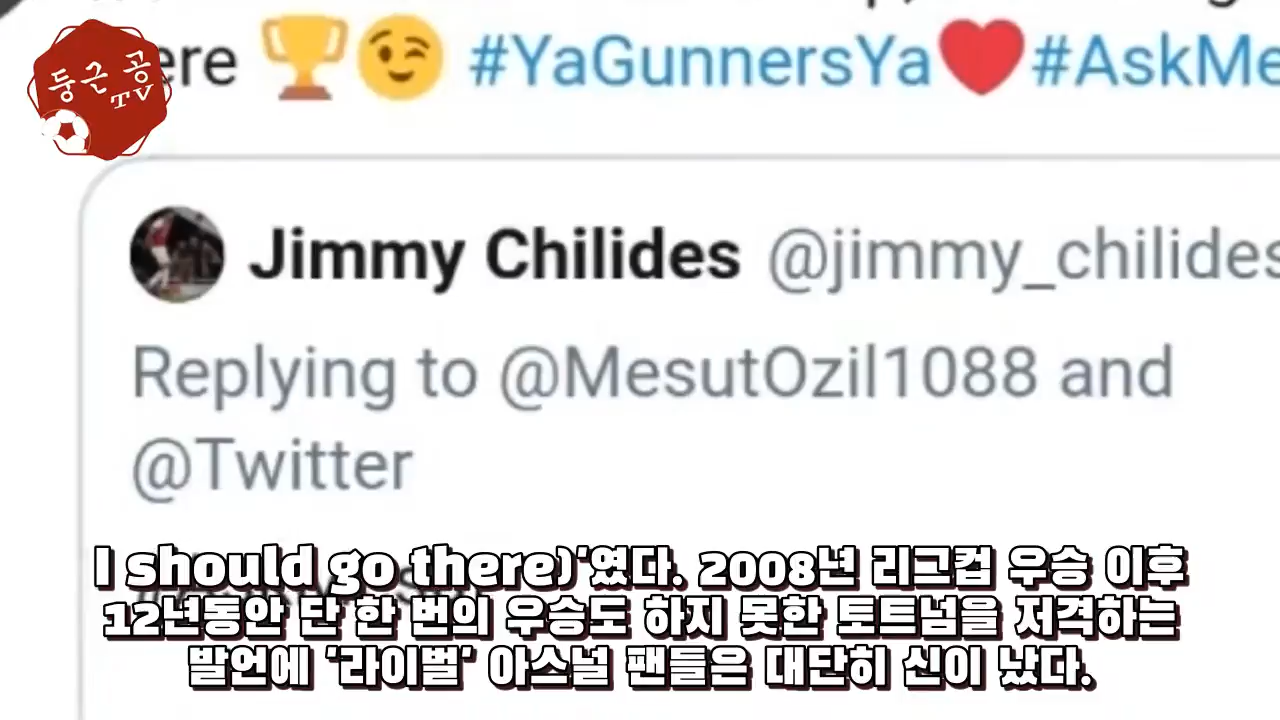 둥근 공
TV
ere 🏆😉 #YaGunnersYa❤️#AskMe
Jimmy Chilides @jimmy_chilides
Replying to @MesutOzil1088 and
@Twitter
I should go there)'였다. 2008년 리그컵 우승 이후
12년동안 단 한 번의 우승도 하지 못한 토트넘을 저격하는
발언에 '라이벌' 아스널 팬들은 대단히 신이 났다.